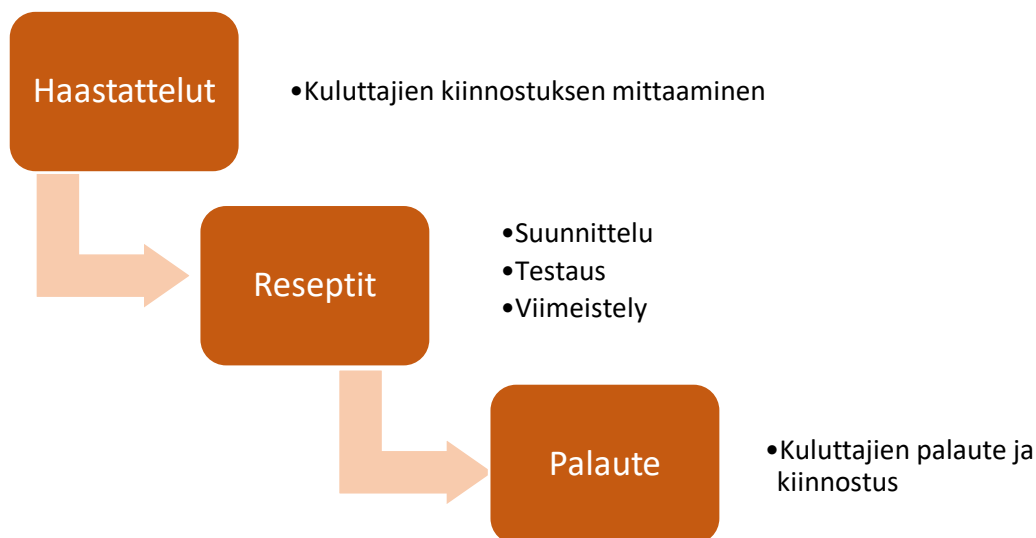 Haastattelut
•Kuluttajien kiinnostuksen mittaaminen
Reseptit
•Suunnittelu
•Testaus
•Viimeistely
Palaute
•Kuluttajien palaute ja
kiinnostus